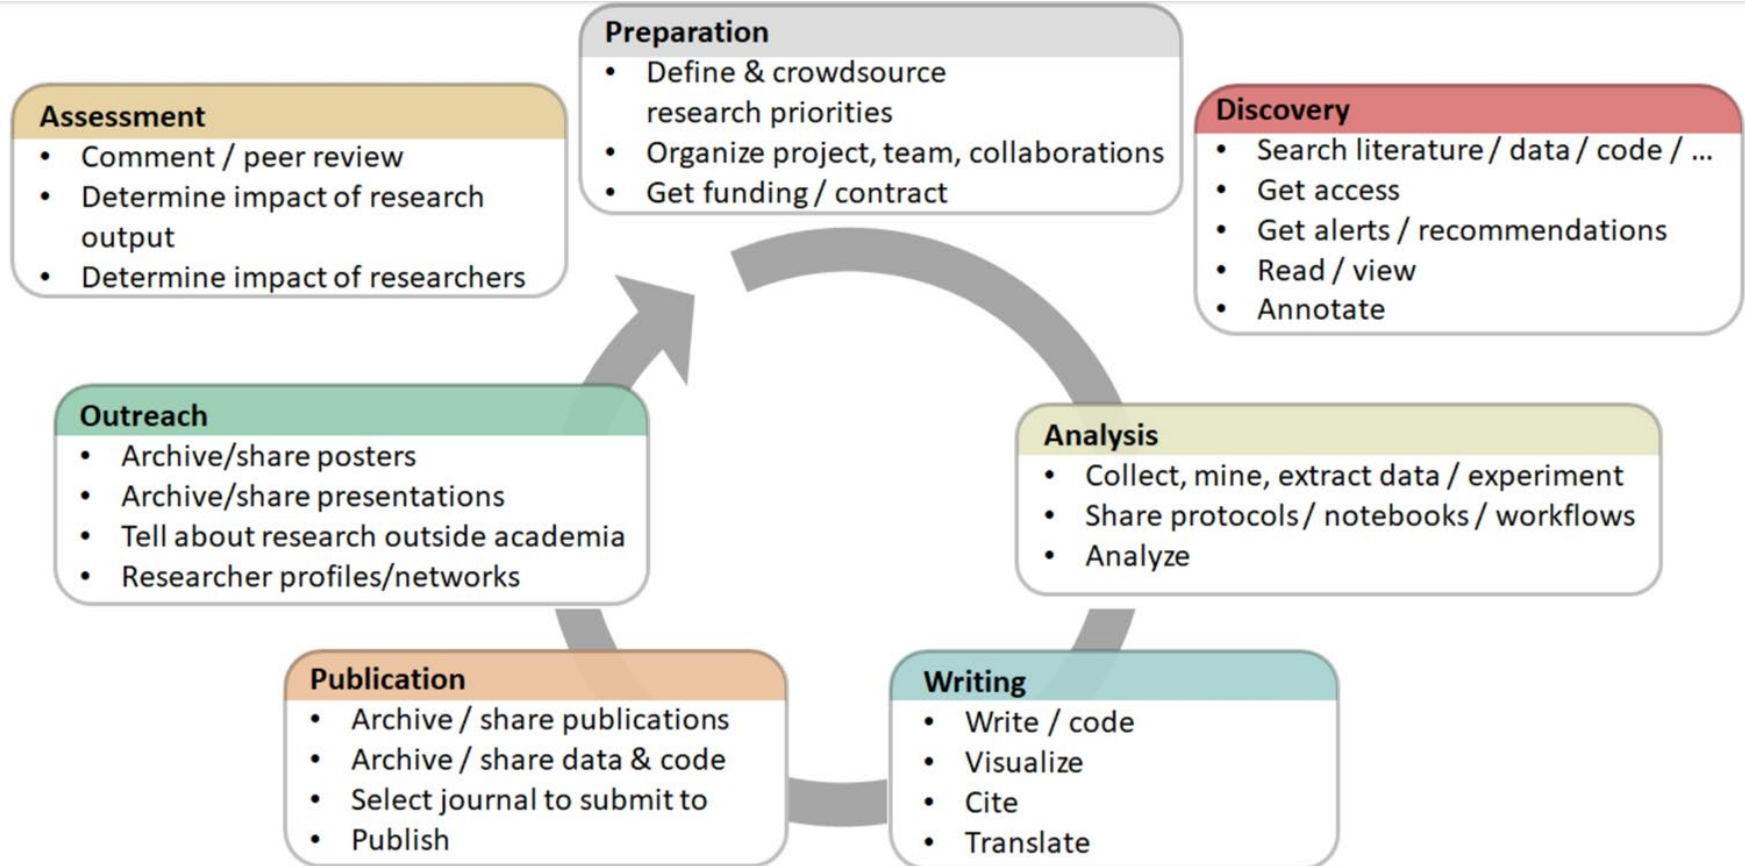 Preparation
• Define & crowdsource
research priorities
• Organize project, team, collaborations
• Get funding / contract
Discovery
• Search literature / data / code / ...
• Get access
• Get alerts / recommendations
• Read / view
• Annotate
Analysis
• Collect, mine, extract data / experiment
• Share protocols / notebooks / workflows
• Analyze
Writing
• Write / code
• Visualize
• Cite
• Translate
Publication
• Archive / share publications
• Archive / share data & code
• Select journal to submit to
• Publish
Outreach
• Archive/share posters
• Archive/share presentations
• Tell about research outside academia
• Researcher profiles/networks
Assessment
• Comment / peer review
• Determine impact of research
output
• Determine impact of researchers